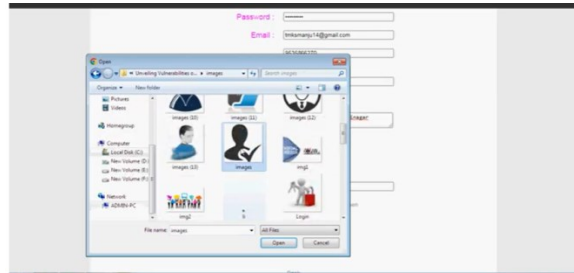 Password :
Email : tmksmanju14@gmail.com
Open
Unveiling Vulnerabilities o... ▸ images
Search images
Organize ▾ New folder
Pictures
Videos
Homegroup
Computer
Local Disk (C:)
New Volume (D:)
New Volume (E:)
New Volume (F:)
Network
ADMIN-PC
images (10)
images (11)
images (12)
images (13)
images
img1
img2
Login
File name: images
All Files
Open
Cancel